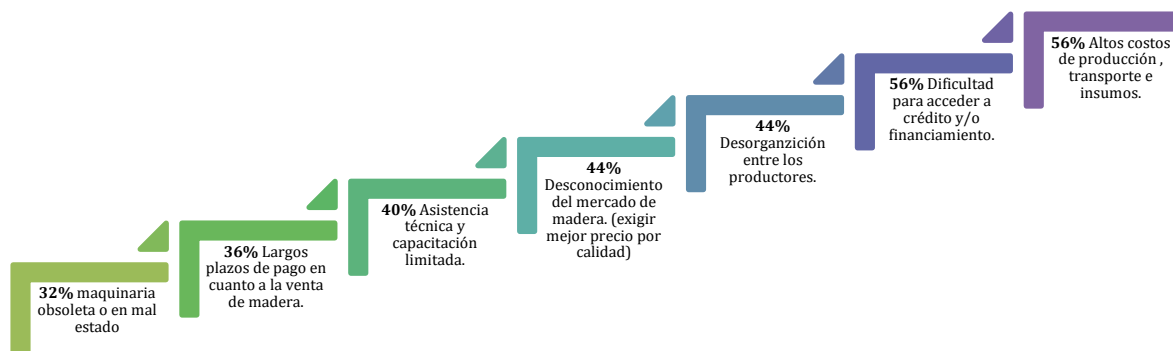 32% maquinaria
obsoleta o en mal
estado
36% Largos
plazos de pago en
cuanto a la venta
de madera.
40% Asistencia
técnica y
capacitación
limitada.
44%
Desconocimiento
del mercado de
madera. (exigir
mejor precio por
calidad)
44%
Desorganzición
entre los
productores.
56% Dificultad
para acceder a
crédito y/o
financiamiento.
56% Altos costos
de producción ,
transporte e
insumos.